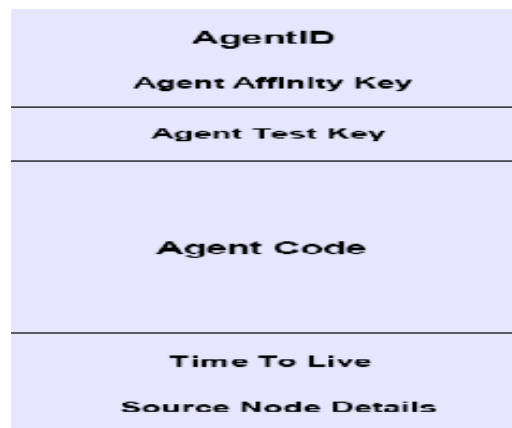 AgentID
Agent Affinity Key
Agent Test Key
Agent Code
Time To Live
Source Node Details